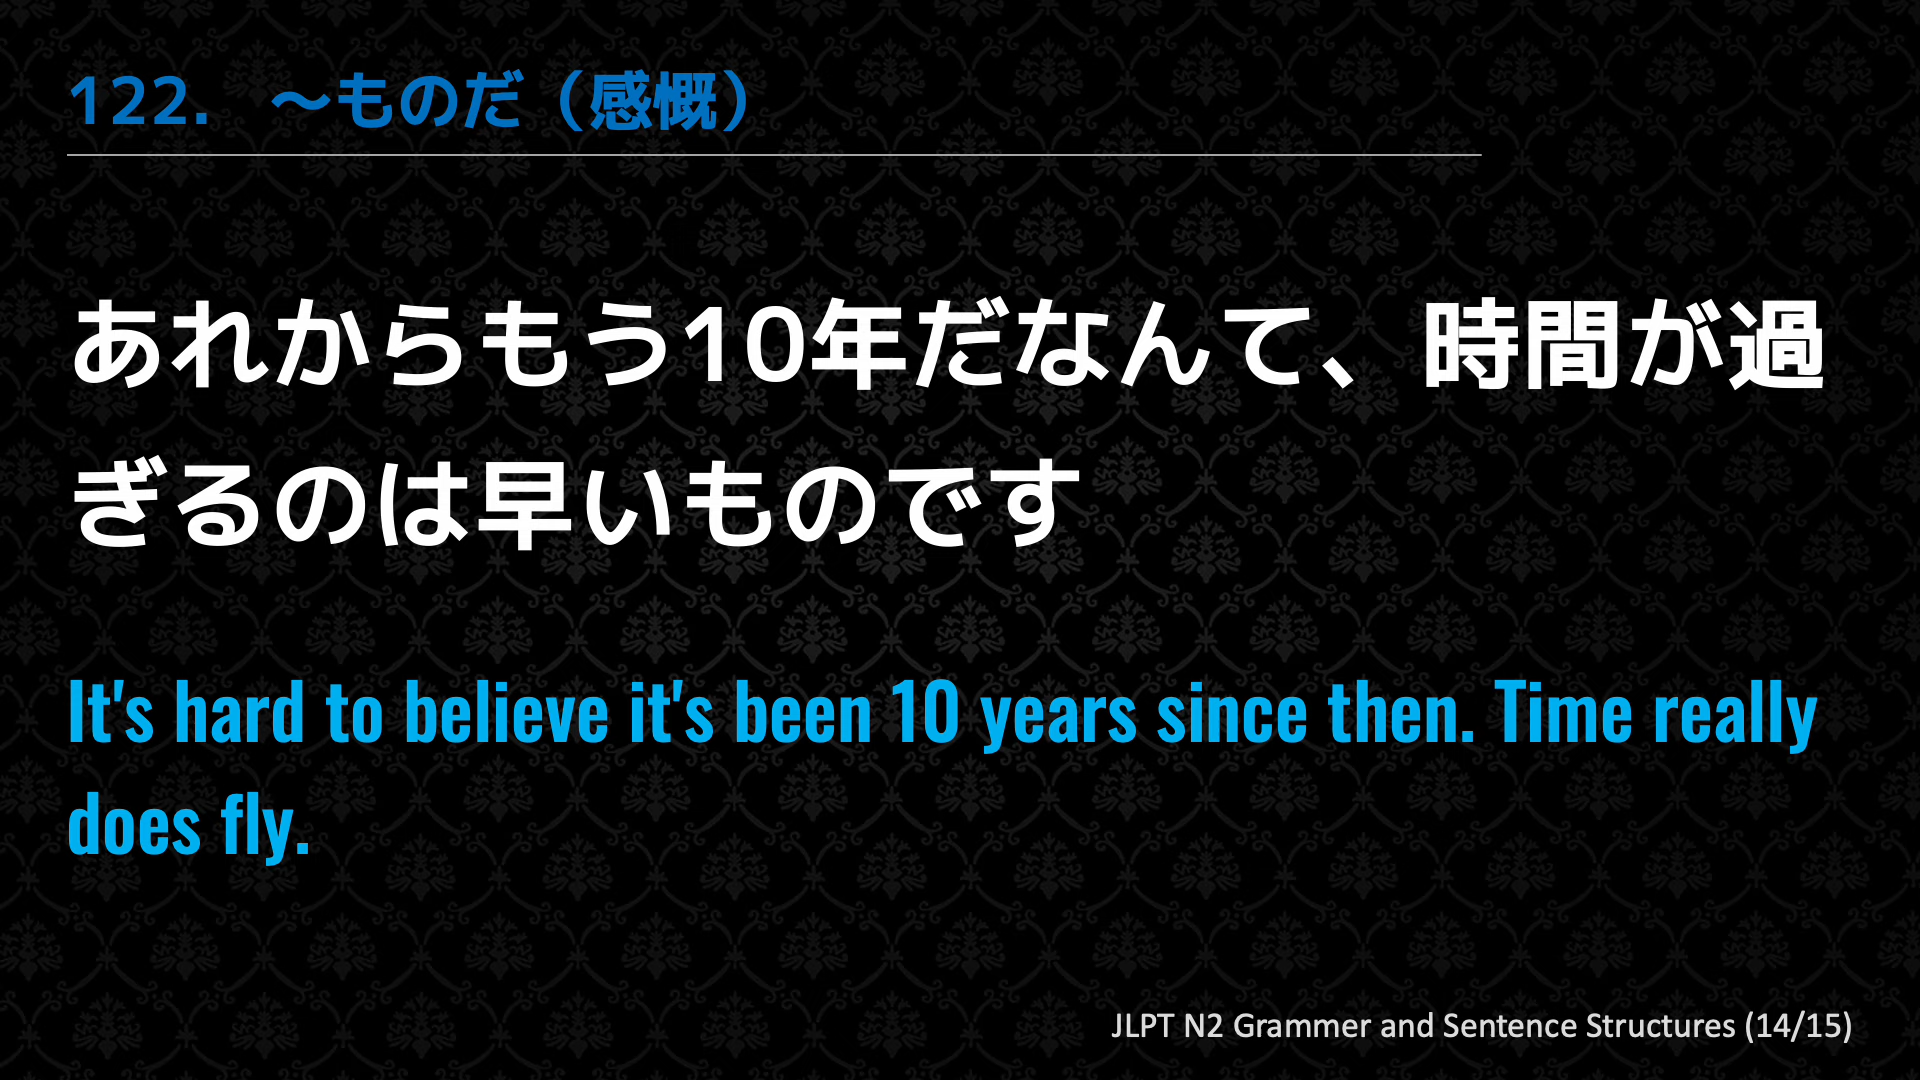 122.　～ものだ（感慨）
あれからもう10年だなんて、時間が過
ぎるのは早いものです
It's hard to believe it's been 10 years since then. Time really
does fly.
JLPT N2 Grammer and Sentence Structures (14/15)